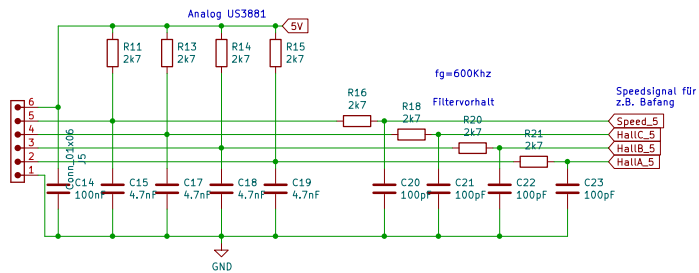 Analog US3881
5V
R11
2k7
R13
2k7
R14
2k7
R15
2k7
fg=600Khz
Filtervorhalt
Speedsignal für
z.B. Bafang
R16
2k7
R18
2k7
R20
2k7
R21
2k7
6
5
4
3
2
1
Speed_5
HallC_5
HallB_5
HallA_5
Conn_01x06
J5
C14
100nF
C15
4.7nF
C17
4.7nF
C18
4.7nF
C19
4.7nF
C20
100pF
C21
100pF
C22
100pF
C23
100pF
GND